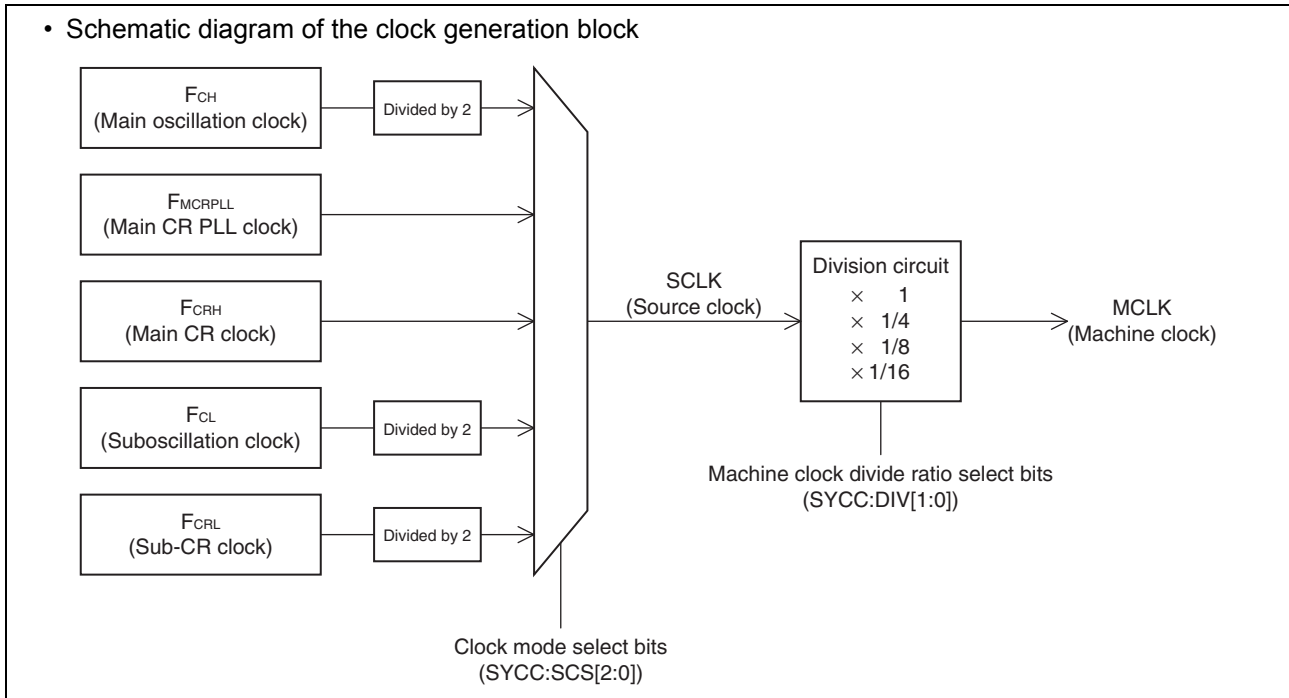 • Schematic diagram of the clock generation block
FCH
(Main oscillation clock)
Divided by 2
FMCRPLL
(Main CR PLL clock)
FCRH
(Main CR clock)
FCL
(Suboscillation clock)
Divided by 2
FCRL
(Sub-CR clock)
Divided by 2
Clock mode select bits
(SYCC:SCS[2:0])
SCLK
(Source clock)
Division circuit
× 1
× 1/4
× 1/8
× 1/16
Machine clock divide ratio select bits
(SYCC:DIV[1:0])
MCLK
(Machine clock)